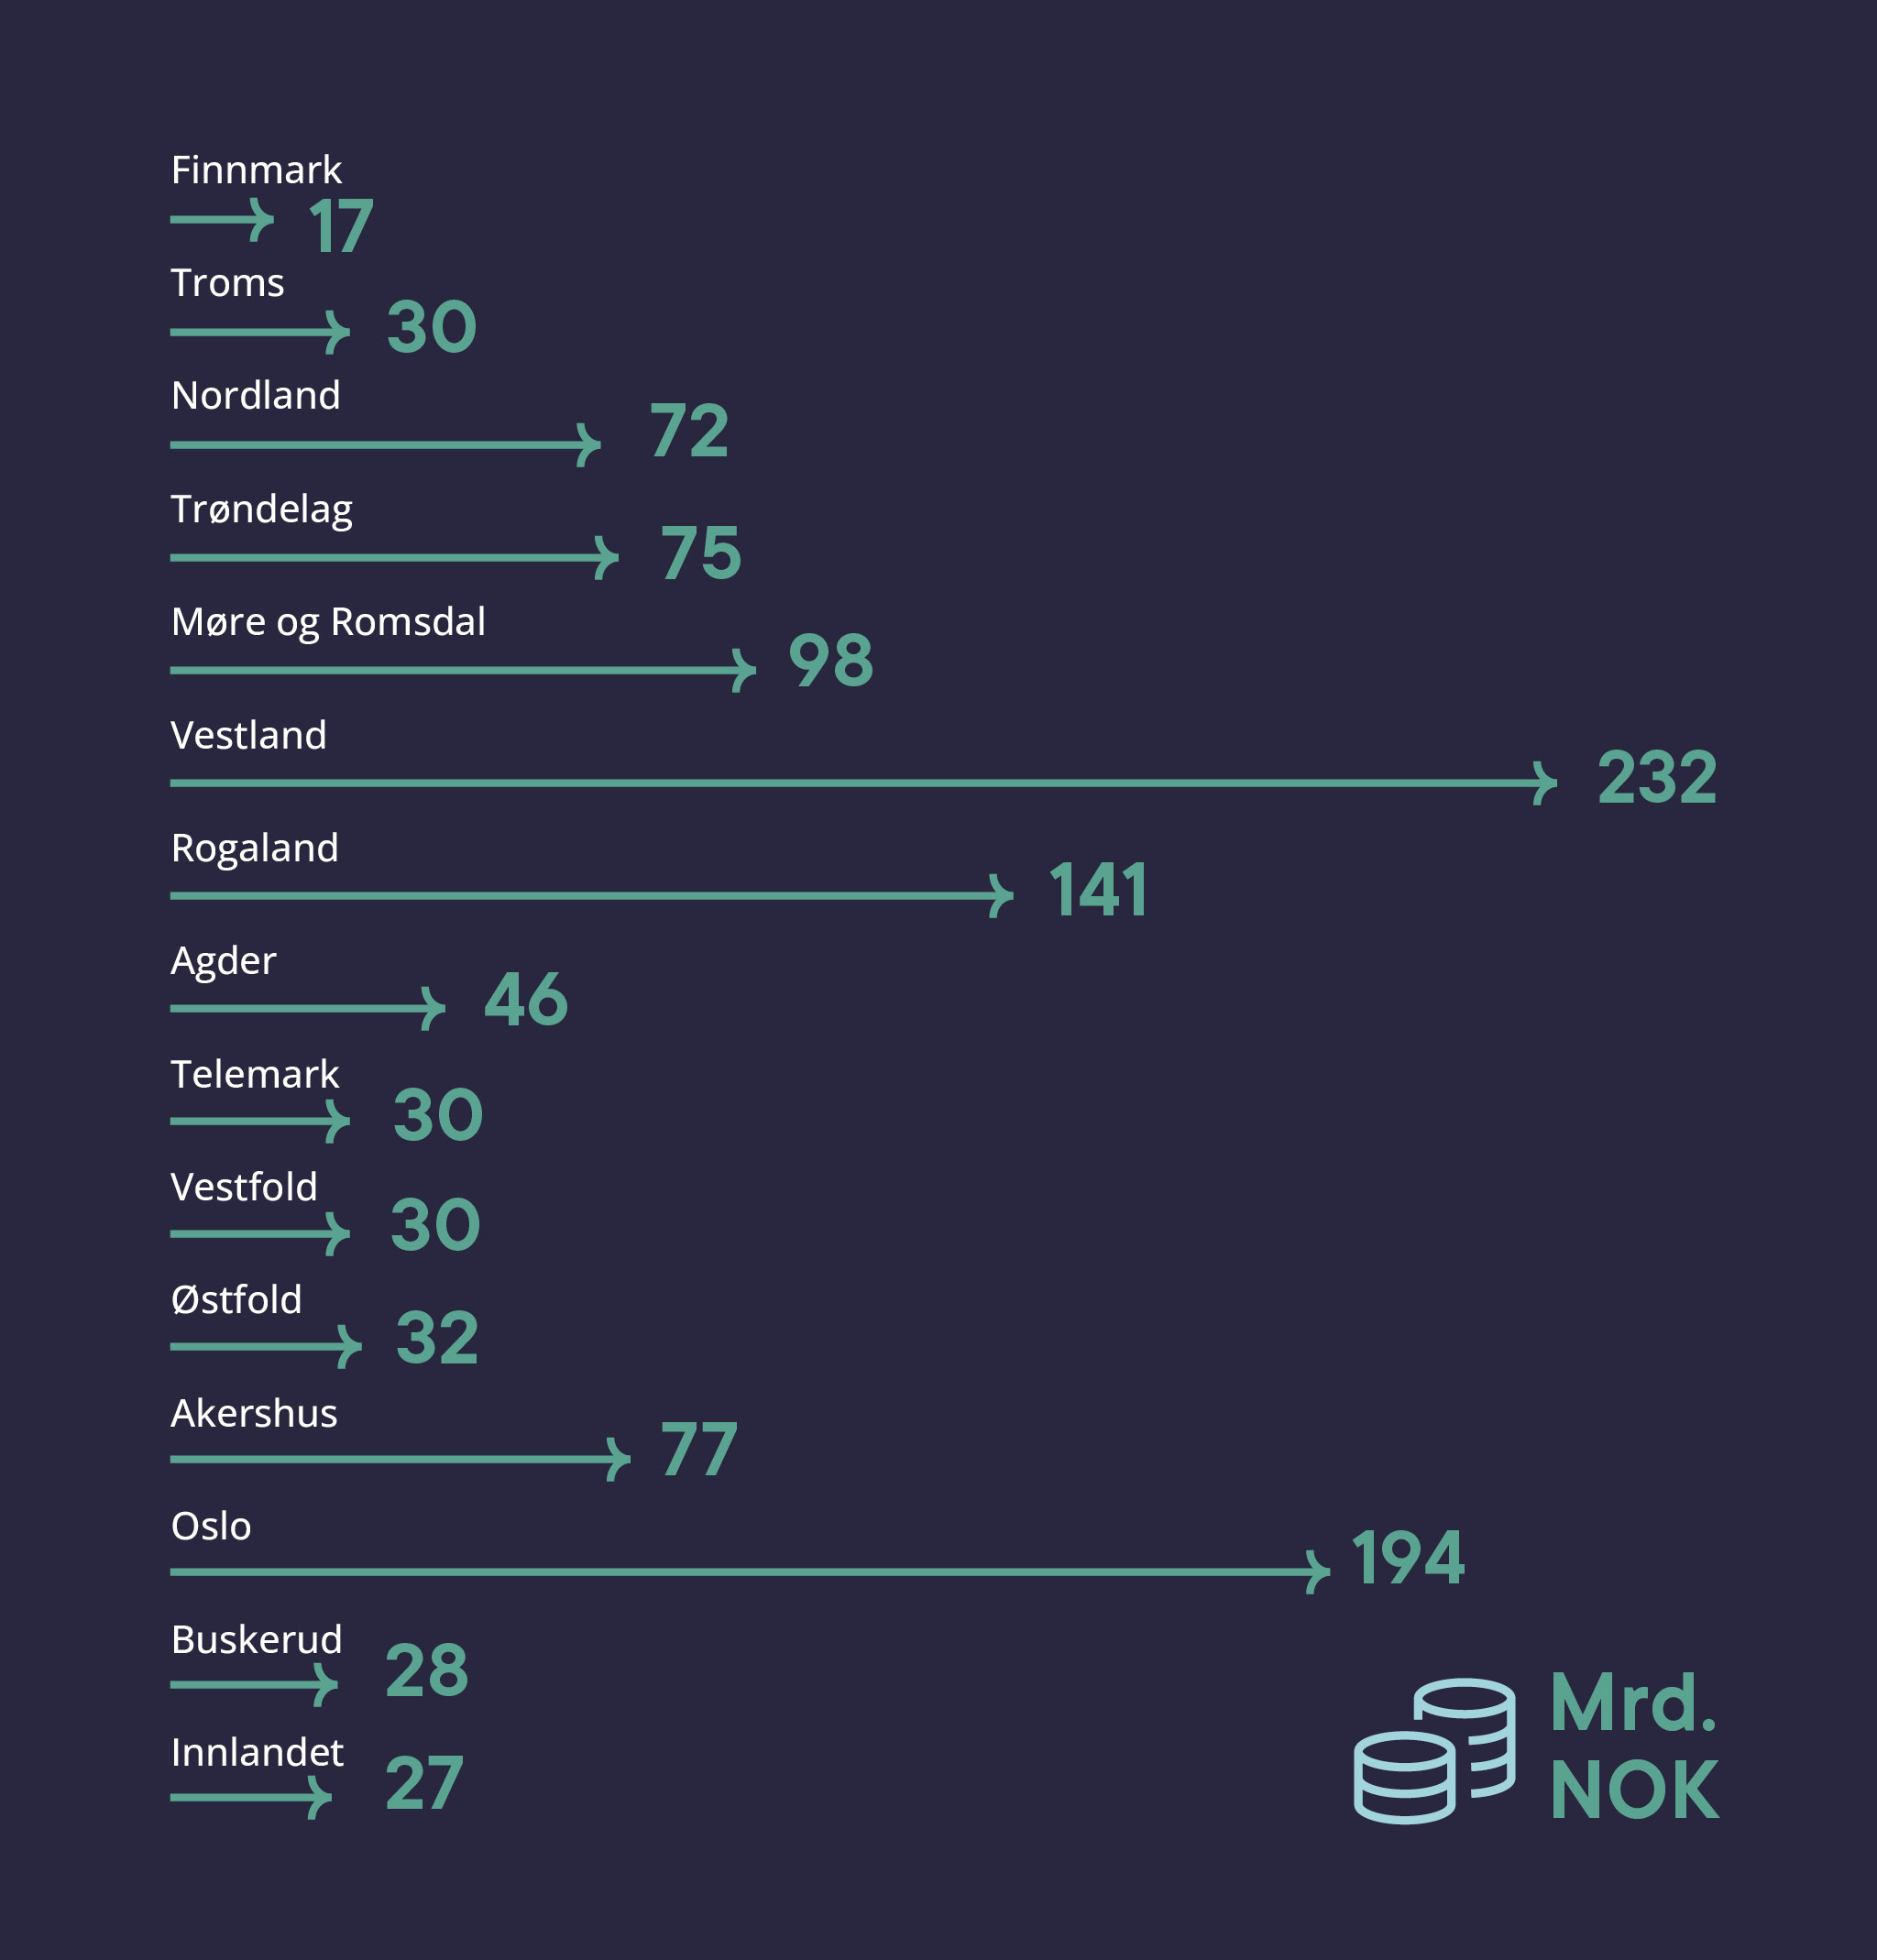 Finnmark
17
Troms
30
Nordland
72
Trøndelag
75
Møre og Romsdal
98
Vestland
232
Rogaland
141
Agder
46
Telemark
30
Vestfold
30
Østfold
32
Akershus
77
Oslo
194
Buskerud
28
Innlandet
27
Mrd.
NOK